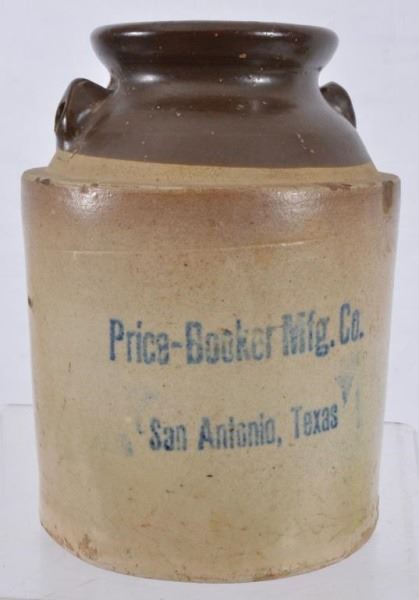 Price-Booker Mfg. Co.
San Antonio, Texas